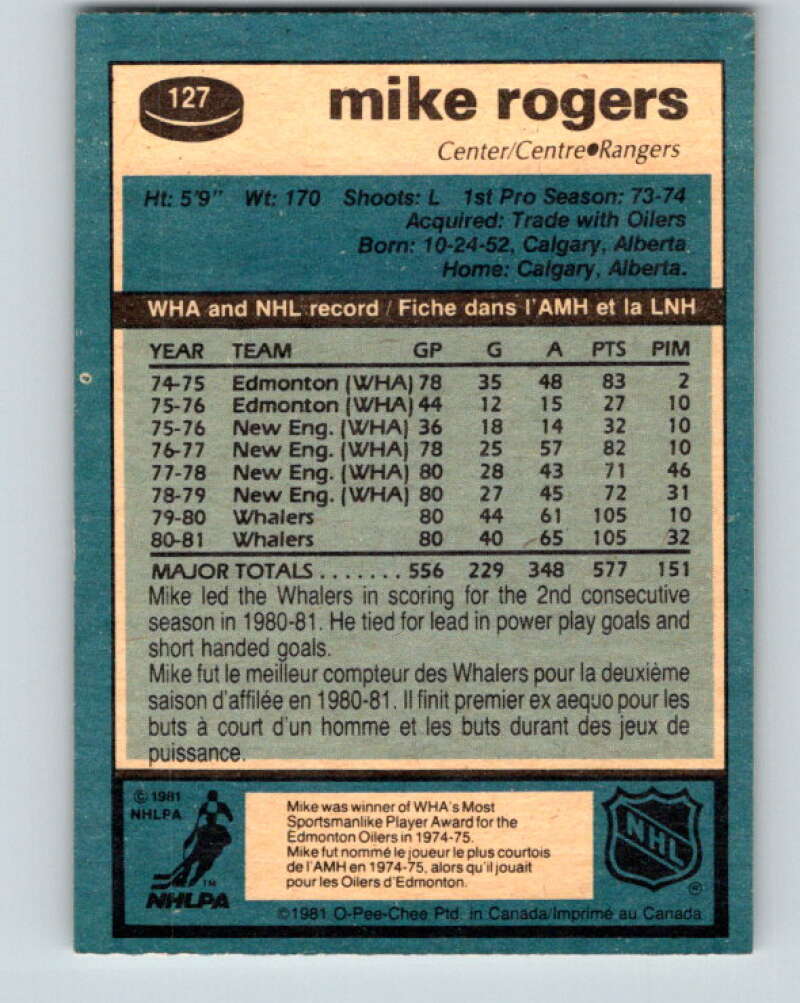 127
mike rogers
Center/Centre●Rangers
Ht: 5'9" Wt: 170 Shoots: L 1st Pro Season: 73-74
Acquired: Trade with Oilers
Born: 10-24-52, Calgary, Alberta
Home: Calgary, Alberta.
WHA and NHL record / Fiche dans l'AMH et la LNH
YEAR TEAM GP G A PTS PIM
74-75 Edmonton (WHA) 78 35 48 83 2
75-76 Edmonton (WHA) 44 12 15 27 10
75-76 New Eng. (WHA) 36 18 14 32 10
76-77 New Eng. (WHA) 78 25 57 82 10
77-78 New Eng. (WHA) 80 28 43 71 46
78-79 New Eng. (WHA) 80 27 45 72 31
79-80 Whalers 80 44 61 105 10
80-81 Whalers 80 40 65 105 32
MAJOR TOTALS ....... 556 229 348 577 151
Mike led the Whalers in scoring for the 2nd consecutive
season in 1980-81. He tied for lead in power play goals and
short handed goals.
Mike fut le meilleur compteur des Whalers pour la deuxième
saison d'affilée en 1980-81. Il finit premier ex aequo pour les
buts à court d'un homme et les buts durant des jeux de
puissance.
© 1981
NHLPA
TM
NHLPA
Mike was winner of WHA's Most
Sportsmanlike Player Award for the
Edmonton Oilers in 1974-75.
Mike fut nommé le joueur le plus courtois
de l'AMH en 1974-75, alors qu'il jouait
pour les Oilers d'Edmonton.
NHL
®
©1981 O-Pee-Chee Ptd. in Canada/Imprimé au Canada